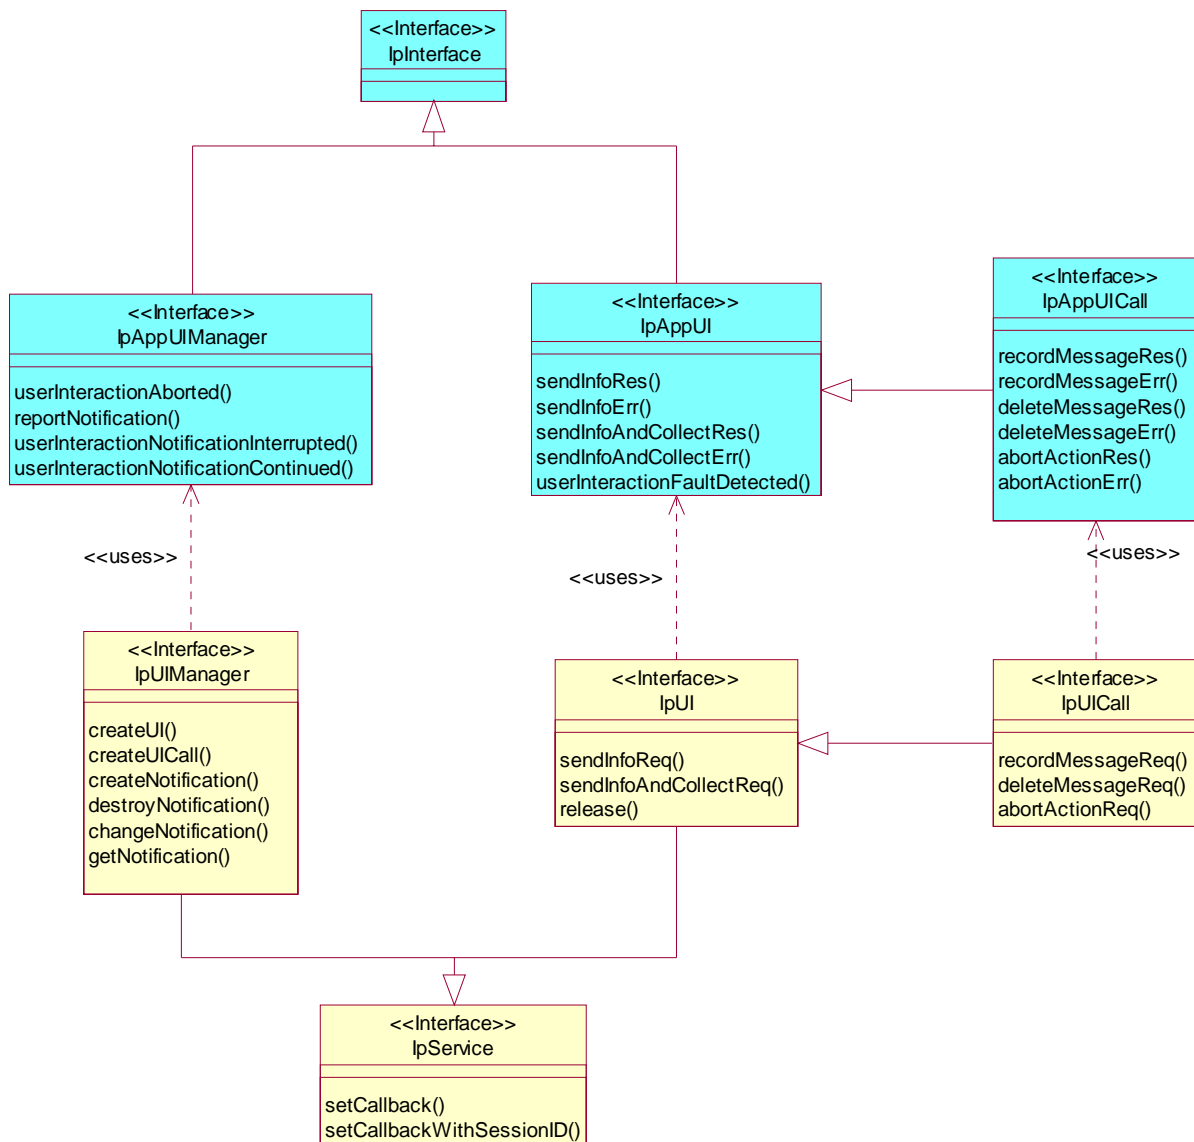 <<Interface>>
IpInterface
<<Interface>>
IpAppUIManager
userInteractionAborted()
reportNotification()
userInteractionNotificationInterrupted()
userInteractionNotificationContinued()
<<Interface>>
IpAppUI
sendInfoRes()
sendInfoErr()
sendInfoAndCollectRes()
sendInfoAndCollectErr()
userInteractionFaultDetected()
<<Interface>>
IpAppUICall
recordMessageRes()
recordMessageErr()
deleteMessageRes()
deleteMessageErr()
abortActionRes()
abortActionErr()
<<uses>>
<<uses>>
<<uses>>
<<Interface>>
IpUIManager
createUI()
createUICall()
createNotification()
destroyNotification()
changeNotification()
getNotification()
<<Interface>>
IpUI
sendInfoReq()
sendInfoAndCollectReq()
release()
<<Interface>>
IpUICall
recordMessageReq()
deleteMessageReq()
abortActionReq()
<<Interface>>
IpService
setCallback()
setCallbackWithSessionID()